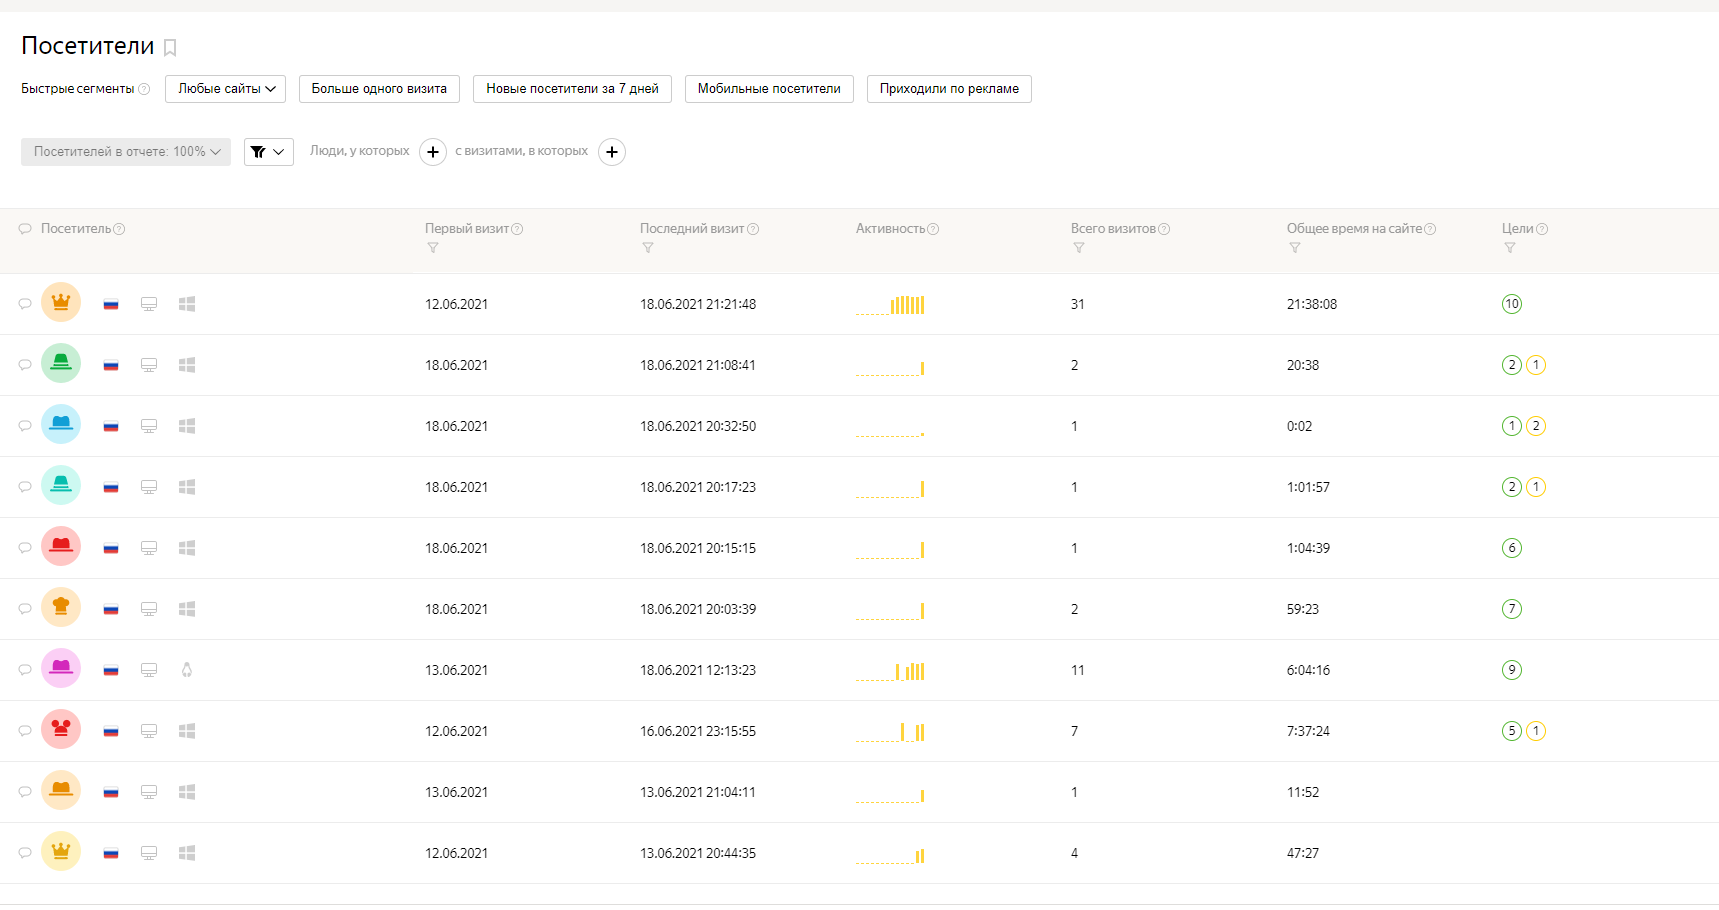 Посетители
Быстрые сегменты ? Любые сайты Больше одного визита Новые посетители за 7 дней Мобильные посетители Приходили по рекламе
Посетителей в отчете: 100% Люди, у которых + с визитами, в которых +
Посетитель ? Первый визит ? Последний визит ? Активность ? Всего визитов ? Общее время на сайте ? Цели ?
12.06.2021 18.06.2021 21:21:48 31 21:38:08 10
18.06.2021 18.06.2021 21:08:41 2 20:38 2 1
18.06.2021 18.06.2021 20:32:50 1 0:02 1 2
18.06.2021 18.06.2021 20:17:23 1 1:01:57 2 1
18.06.2021 18.06.2021 20:15:15 1 1:04:39 6
18.06.2021 18.06.2021 20:03:39 2 59:23 7
13.06.2021 18.06.2021 12:13:23 11 6:04:16 9
12.06.2021 16.06.2021 23:15:55 7 7:37:24 5 1
13.06.2021 13.06.2021 21:04:11 1 11:52
12.06.2021 13.06.2021 20:44:35 4 47:27